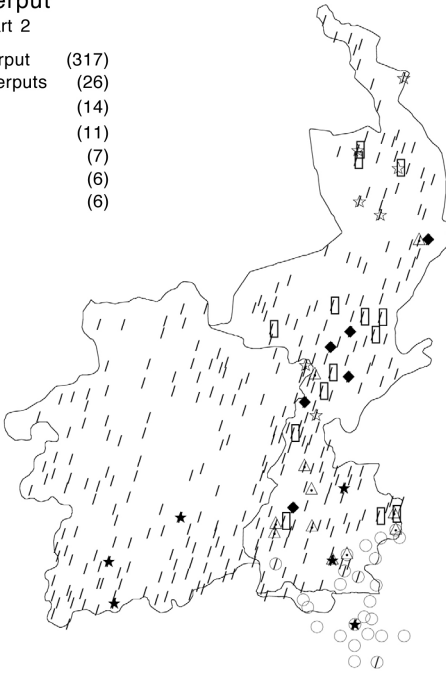 erput
rt 2
rput (317)
erputs (26)
(14)
(11)
(7)
(6)
(6)